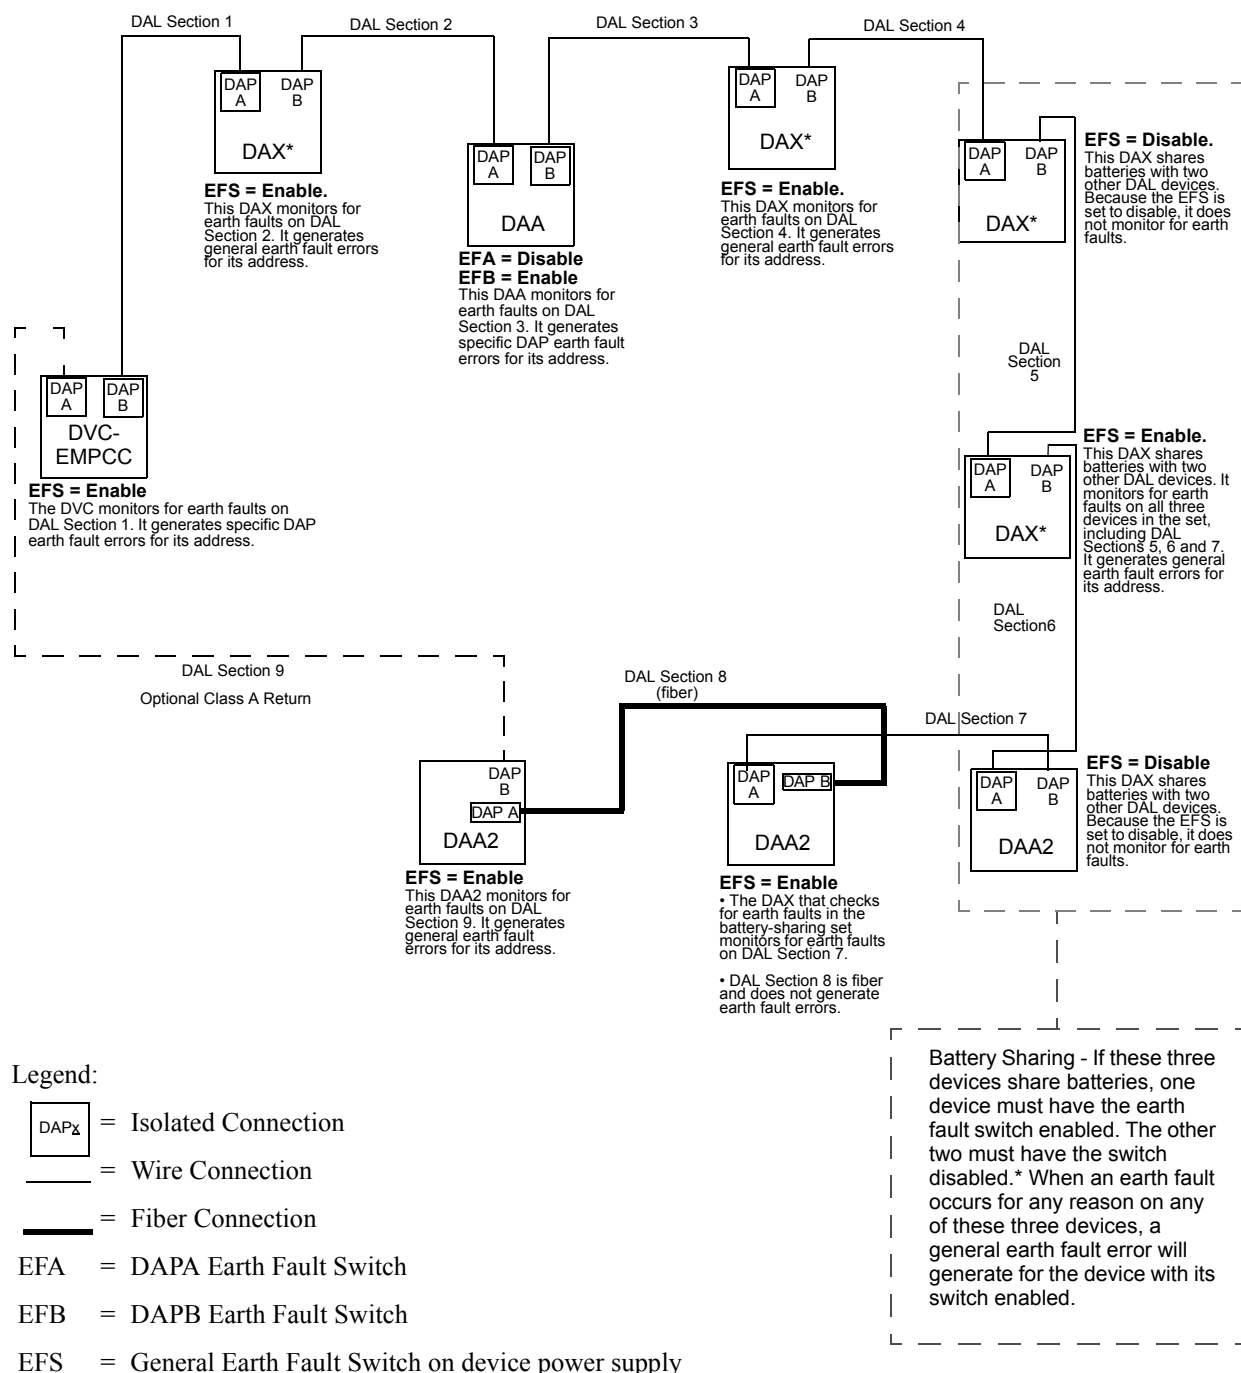 DAL Section 1
DAL Section 2
DAL Section 3
DAL Section 4
DAP
A
DAP
B
DAX*
EFS = Enable.
This DAX monitors for
earth faults on DAL
Section 2. It generates
general earth fault errors
for its address.
DAP
A
DAP
B
DAA
EFA = Disable
EFB = Enable
This DAA monitors for
earth faults on DAL
Section 3. It generates
specific DAP earth fault
errors for its address.
DAP
A
DAP
B
DAX*
EFS = Enable.
This DAX monitors for
earth faults on DAL
Section 4. It generates
general earth fault errors
for its address.
DAP
A
DAP
B
DAX*
EFS = Disable.
This DAX shares
batteries with two
other DAL devices.
Because the EFS is
set to disable, it does
not monitor for earth
faults.
DAL
Section
5
DAP
A
DAP
B
DVC-
EMPCC
EFS = Enable
The DVC monitors for earth faults on
DAL Section 1. It generates specific DAP
earth fault errors for its address.
DAP
A
DAP
B
DAX*
EFS = Enable.
This DAX shares
batteries with two
other DAL devices. It
monitors for earth
faults on all three
devices in the set,
including DAL
Sections 5, 6 and 7.
It generates general
earth fault errors for
its address.
DAL
Section6
DAL Section 9
Optional Class A Return
DAL Section 8
(fiber)
DAL Section 7
DAP
B
DAP A
DAA2
EFS = Enable
This DAA2 monitors for
earth faults on DAL
Section 9. It generates
general earth fault
errors for its address.
DAP
A
DAP B
DAA2
EFS = Enable
• The DAX that checks
for earth faults in the
battery-sharing set
monitors for earth faults
on DAL Section 7.
• DAL Section 8 is fiber
and does not generate
earth fault errors.
DAP
A
DAP
B
DAA2
EFS = Disable
This DAX shares
batteries with two
other DAL devices.
Because the EFS is
set to disable, it does
not monitor for earth
faults.
Battery Sharing - If these three
devices share batteries, one
device must have the earth
fault switch enabled. The other
two must have the switch
disabled.* When an earth fault
occurs for any reason on any
of these three devices, a
general earth fault error will
generate for the device with its
switch enabled.
Legend:
DAPx = Isolated Connection
= Wire Connection
= Fiber Connection
EFA = DAPA Earth Fault Switch
EFB = DAPB Earth Fault Switch
EFS = General Earth Fault Switch on device power supply